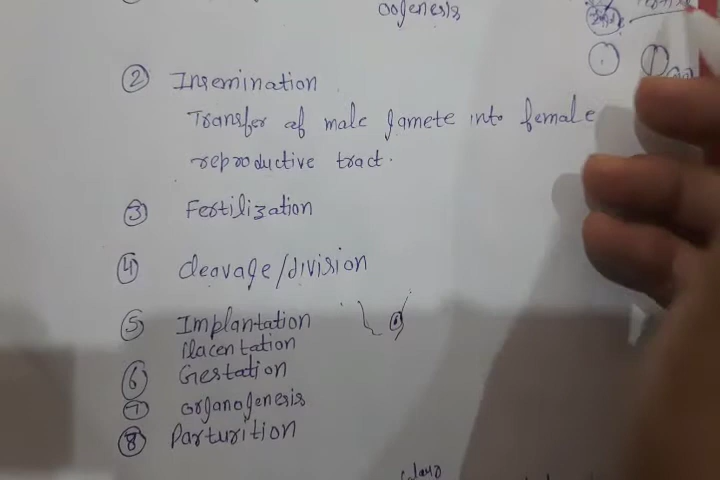 oogenesis
② Insemination
Transfer of male gamete into female
reproductive tract.
③ Fertilization
④ cleavage/division
⑤ Implantation
Placentation
⑥ Gestation
⑦ organogenesis
⑧ Parturition